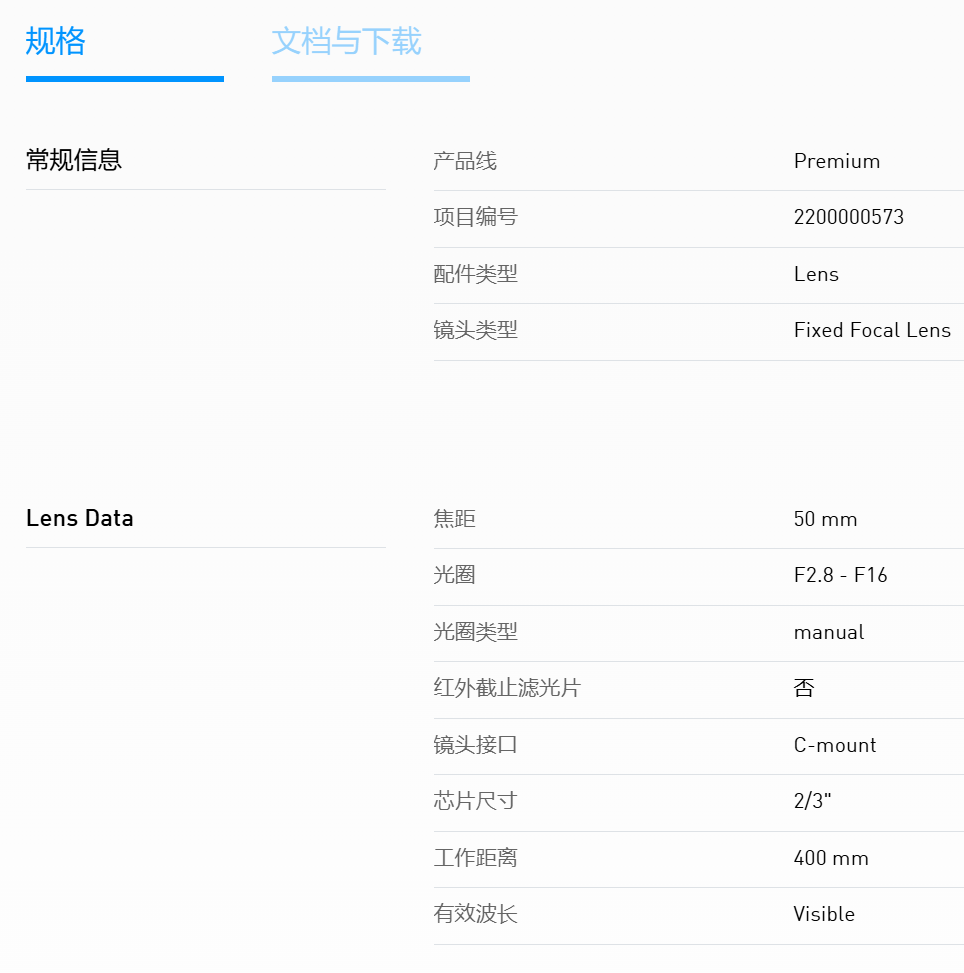 规格 文档与下载
常规信息 产品线 Premium
项目编号 2200000573
配件类型 Lens
镜头类型 Fixed Focal Lens
Lens Data 焦距 50 mm
光圈 F2.8 - F16
光圈类型 manual
红外截止滤光片 否
镜头接口 C-mount
芯片尺寸 2/3"
工作距离 400 mm
有效波长 Visible